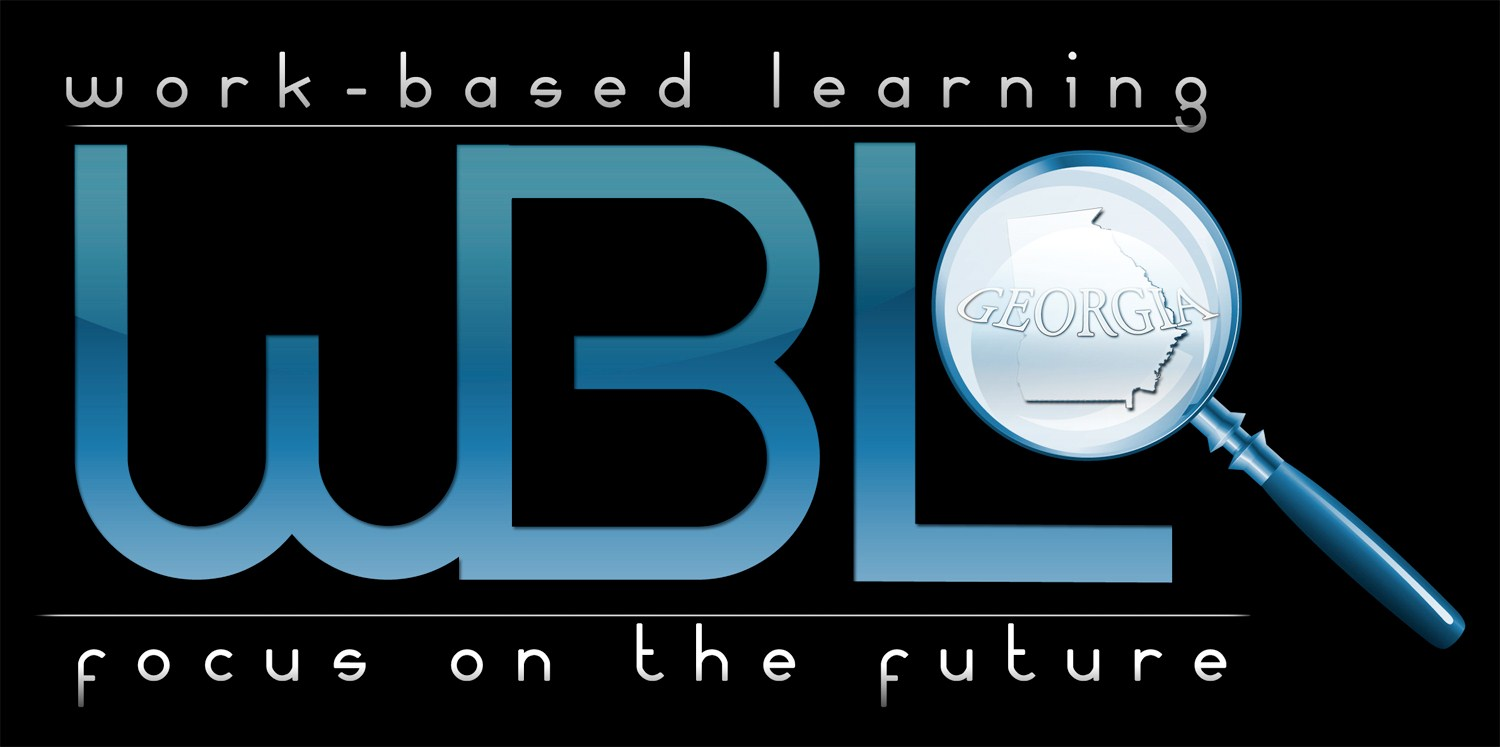 work-based learning
WBL
GEORGIA
focus on the future